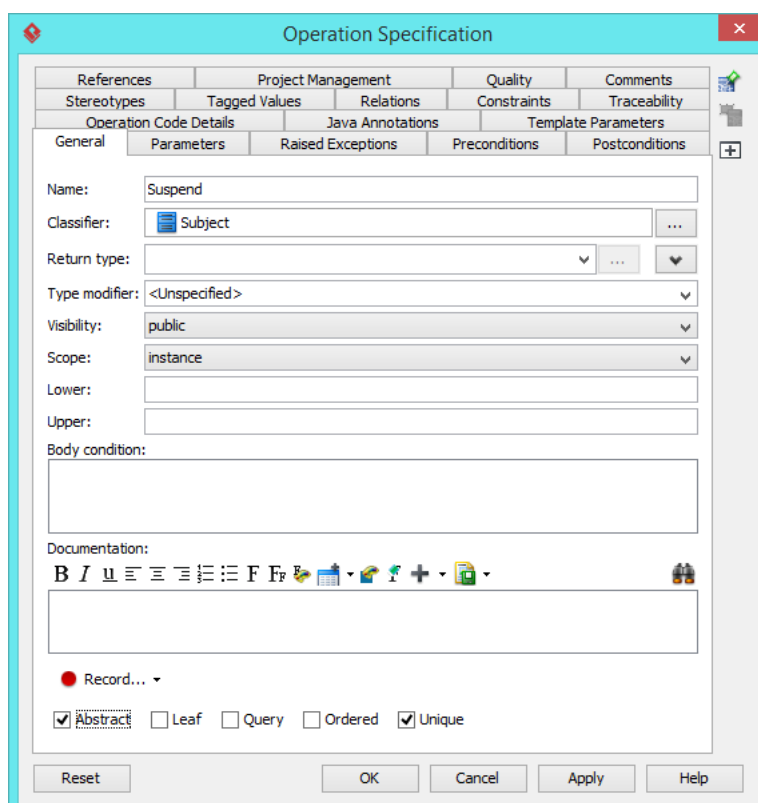 Operation Specification
References Project Management Quality Comments
Stereotypes Tagged Values Relations Constraints Traceability
Operation Code Details Java Annotations Template Parameters
General Parameters Raised Exceptions Preconditions Postconditions
Name: Suspend
Classifier: Subject ...
Return type: ...
Type modifier: <Unspecified>
Visibility: public
Scope: instance
Lower:
Upper:
Body condition:
Documentation:
B I u F FF
Record...
Abstract Leaf Query Ordered Unique
Reset OK Cancel Apply Help